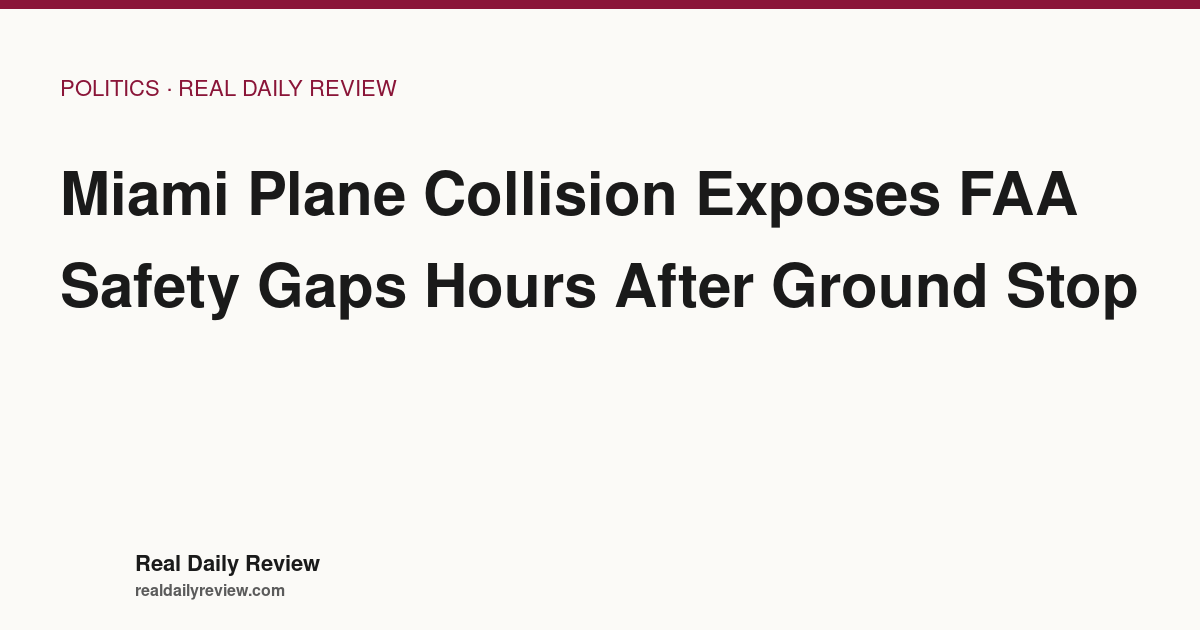 POLITICS · REAL DAILY REVIEW
Miami Plane Collision Exposes FAA
Safety Gaps Hours After Ground Stop
Real Daily Review
realdailyreview.com